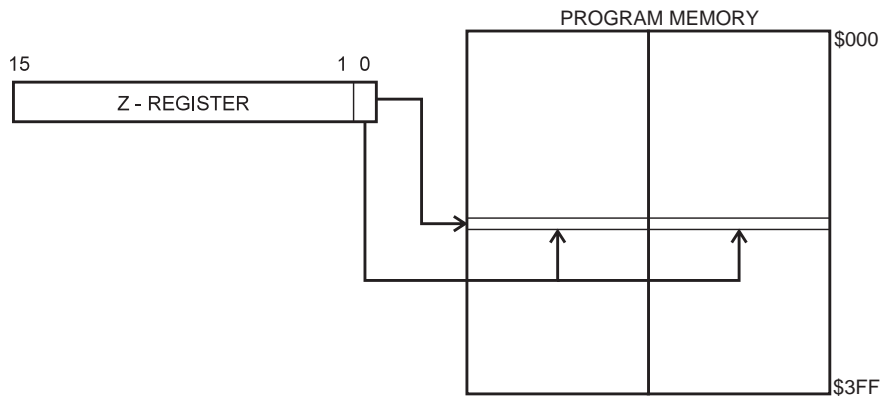 PROGRAM MEMORY
$000
15 1 0
Z - REGISTER
$3FF